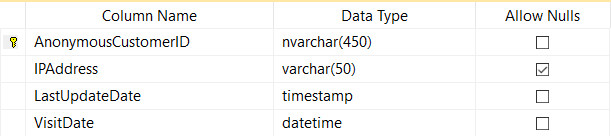 Column Name Data Type Allow Nulls
AnonymousCustomerID nvarchar(450)
IPAddress varchar(50)
LastUpdateDate timestamp
VisitDate datetime